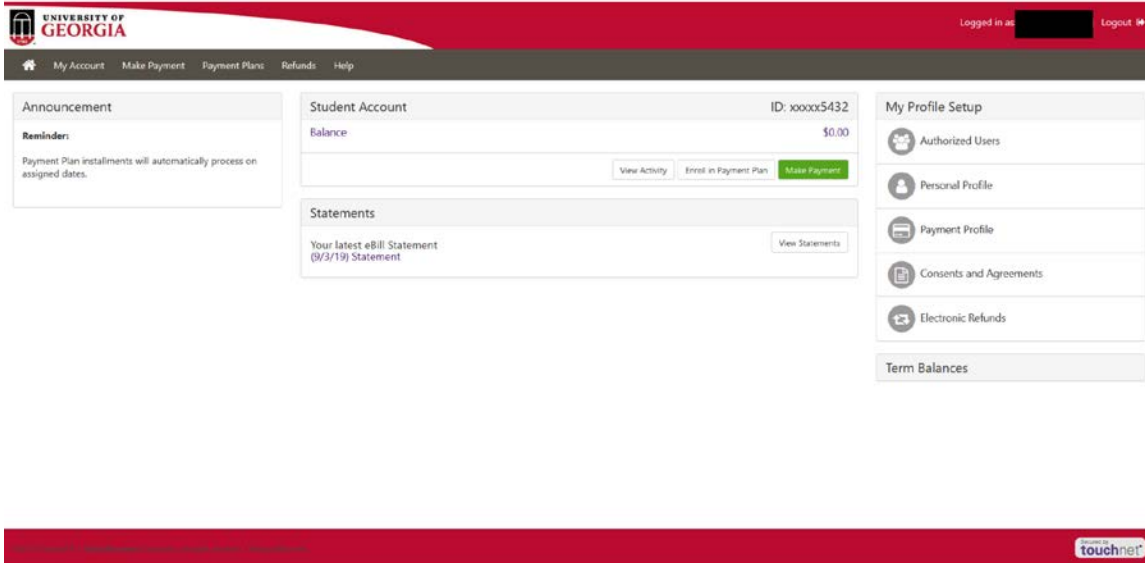 UNIVERSITY OF
GEORGIA
Logged in as
Logout
My Account Make Payment Payment Plans Refunds Help
Announcement
Reminder:
Payment Plan installments will automatically process on
assigned dates.
Student Account ID: xxxxx5432
Balance $0.00
View Activity Enroll in Payment Plan Make Payment
Statements
Your latest eBill Statement
(9/3/19) Statement
View Statements
My Profile Setup
Authorized Users
Personal Profile
Payment Profile
Consents and Agreements
Electronic Refunds
Term Balances
Secured by
touchnet